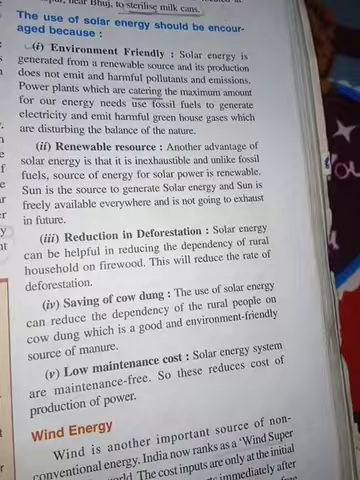 near Bhuj, to sterilise milk cans.
The use of solar energy should be encour-
aged because :
(i) Environment Friendly : Solar energy is
generated from a renewable source and its production
does not emit and harmful pollutants and emissions.
Power plants which are catering the maximum amount
for our energy needs use fossil fuels to generate
electricity and emit harmful green house gases which
are disturbing the balance of the nature.
(ii) Renewable resource : Another advantage of
solar energy is that it is inexhaustible and unlike fossil
fuels, source of energy for solar power is renewable.
Sun is the source to generate Solar energy and Sun is
freely available everywhere and is not going to exhaust
in future.
(iii) Reduction in Deforestation : Solar energy
can be helpful in reducing the dependency of rural
household on firewood. This will reduce the rate of
deforestation.
(iv) Saving of cow dung : The use of solar energy
can reduce the dependency of the rural people on
cow dung which is a good and environment-friendly
source of manure.
(v) Low maintenance cost : Solar energy system
are maintenance-free. So these reduces cost of
production of power.
Wind Energy
Wind is another important source of non-
conventional energy. India now ranks as a 'Wind Super
The cost inputs are only at the initial
immediately after